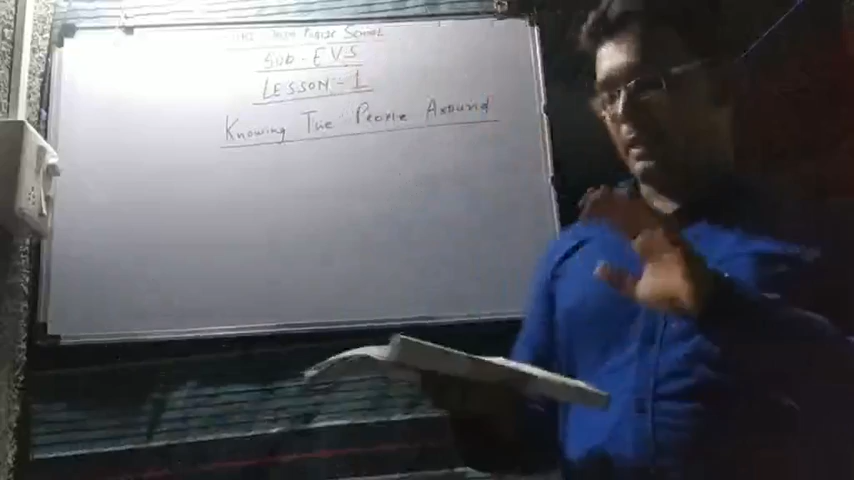 PUBLIC SCHOOL
SUB - EVS
LESSON - 1
Knowing The People Around